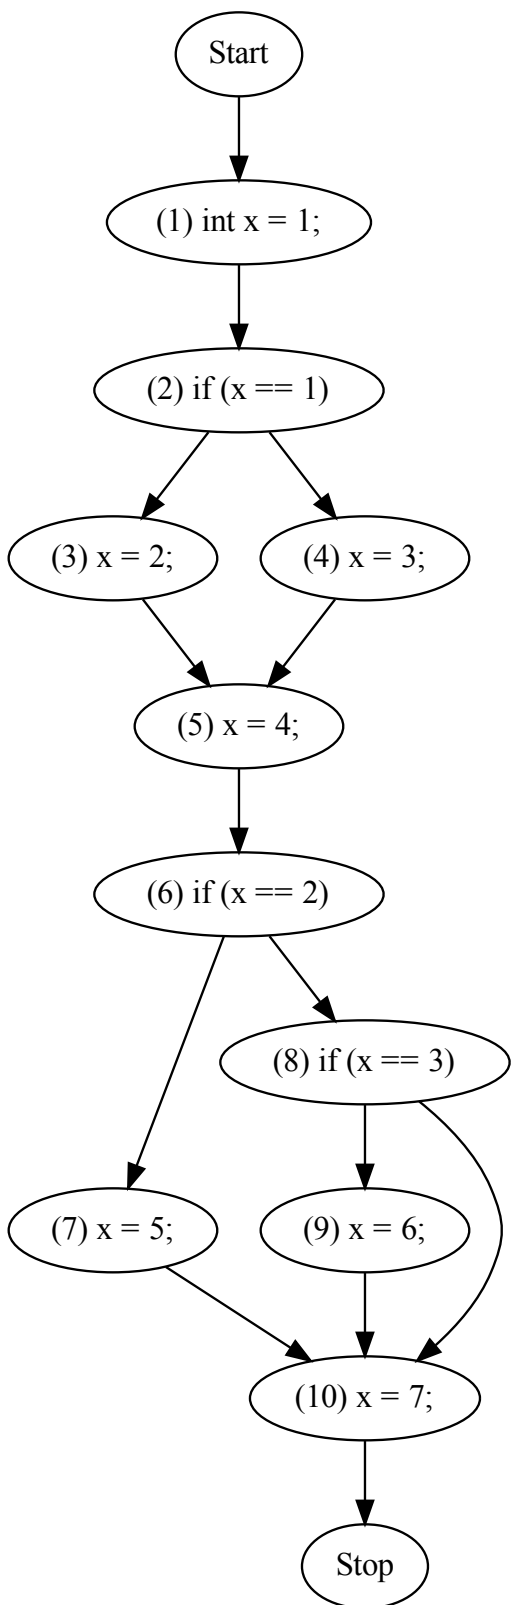 Start
(1) int x = 1;
(2) if (x == 1)
(3) x = 2;
(4) x = 3;
(5) x = 4;
(6) if (x == 2)
(8) if (x == 3)
(7) x = 5;
(9) x = 6;
(10) x = 7;
Stop